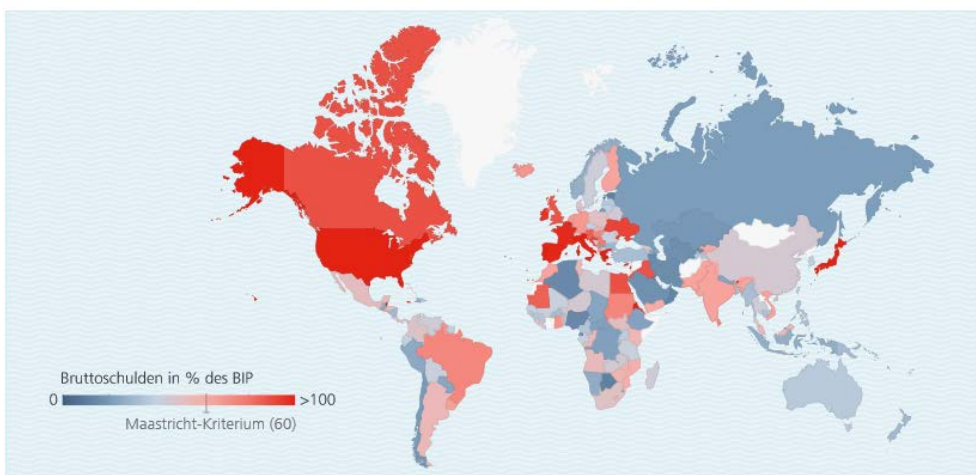 Bruttoschulden in % des BIP
0 >100
Maastricht-Kriterium (60)